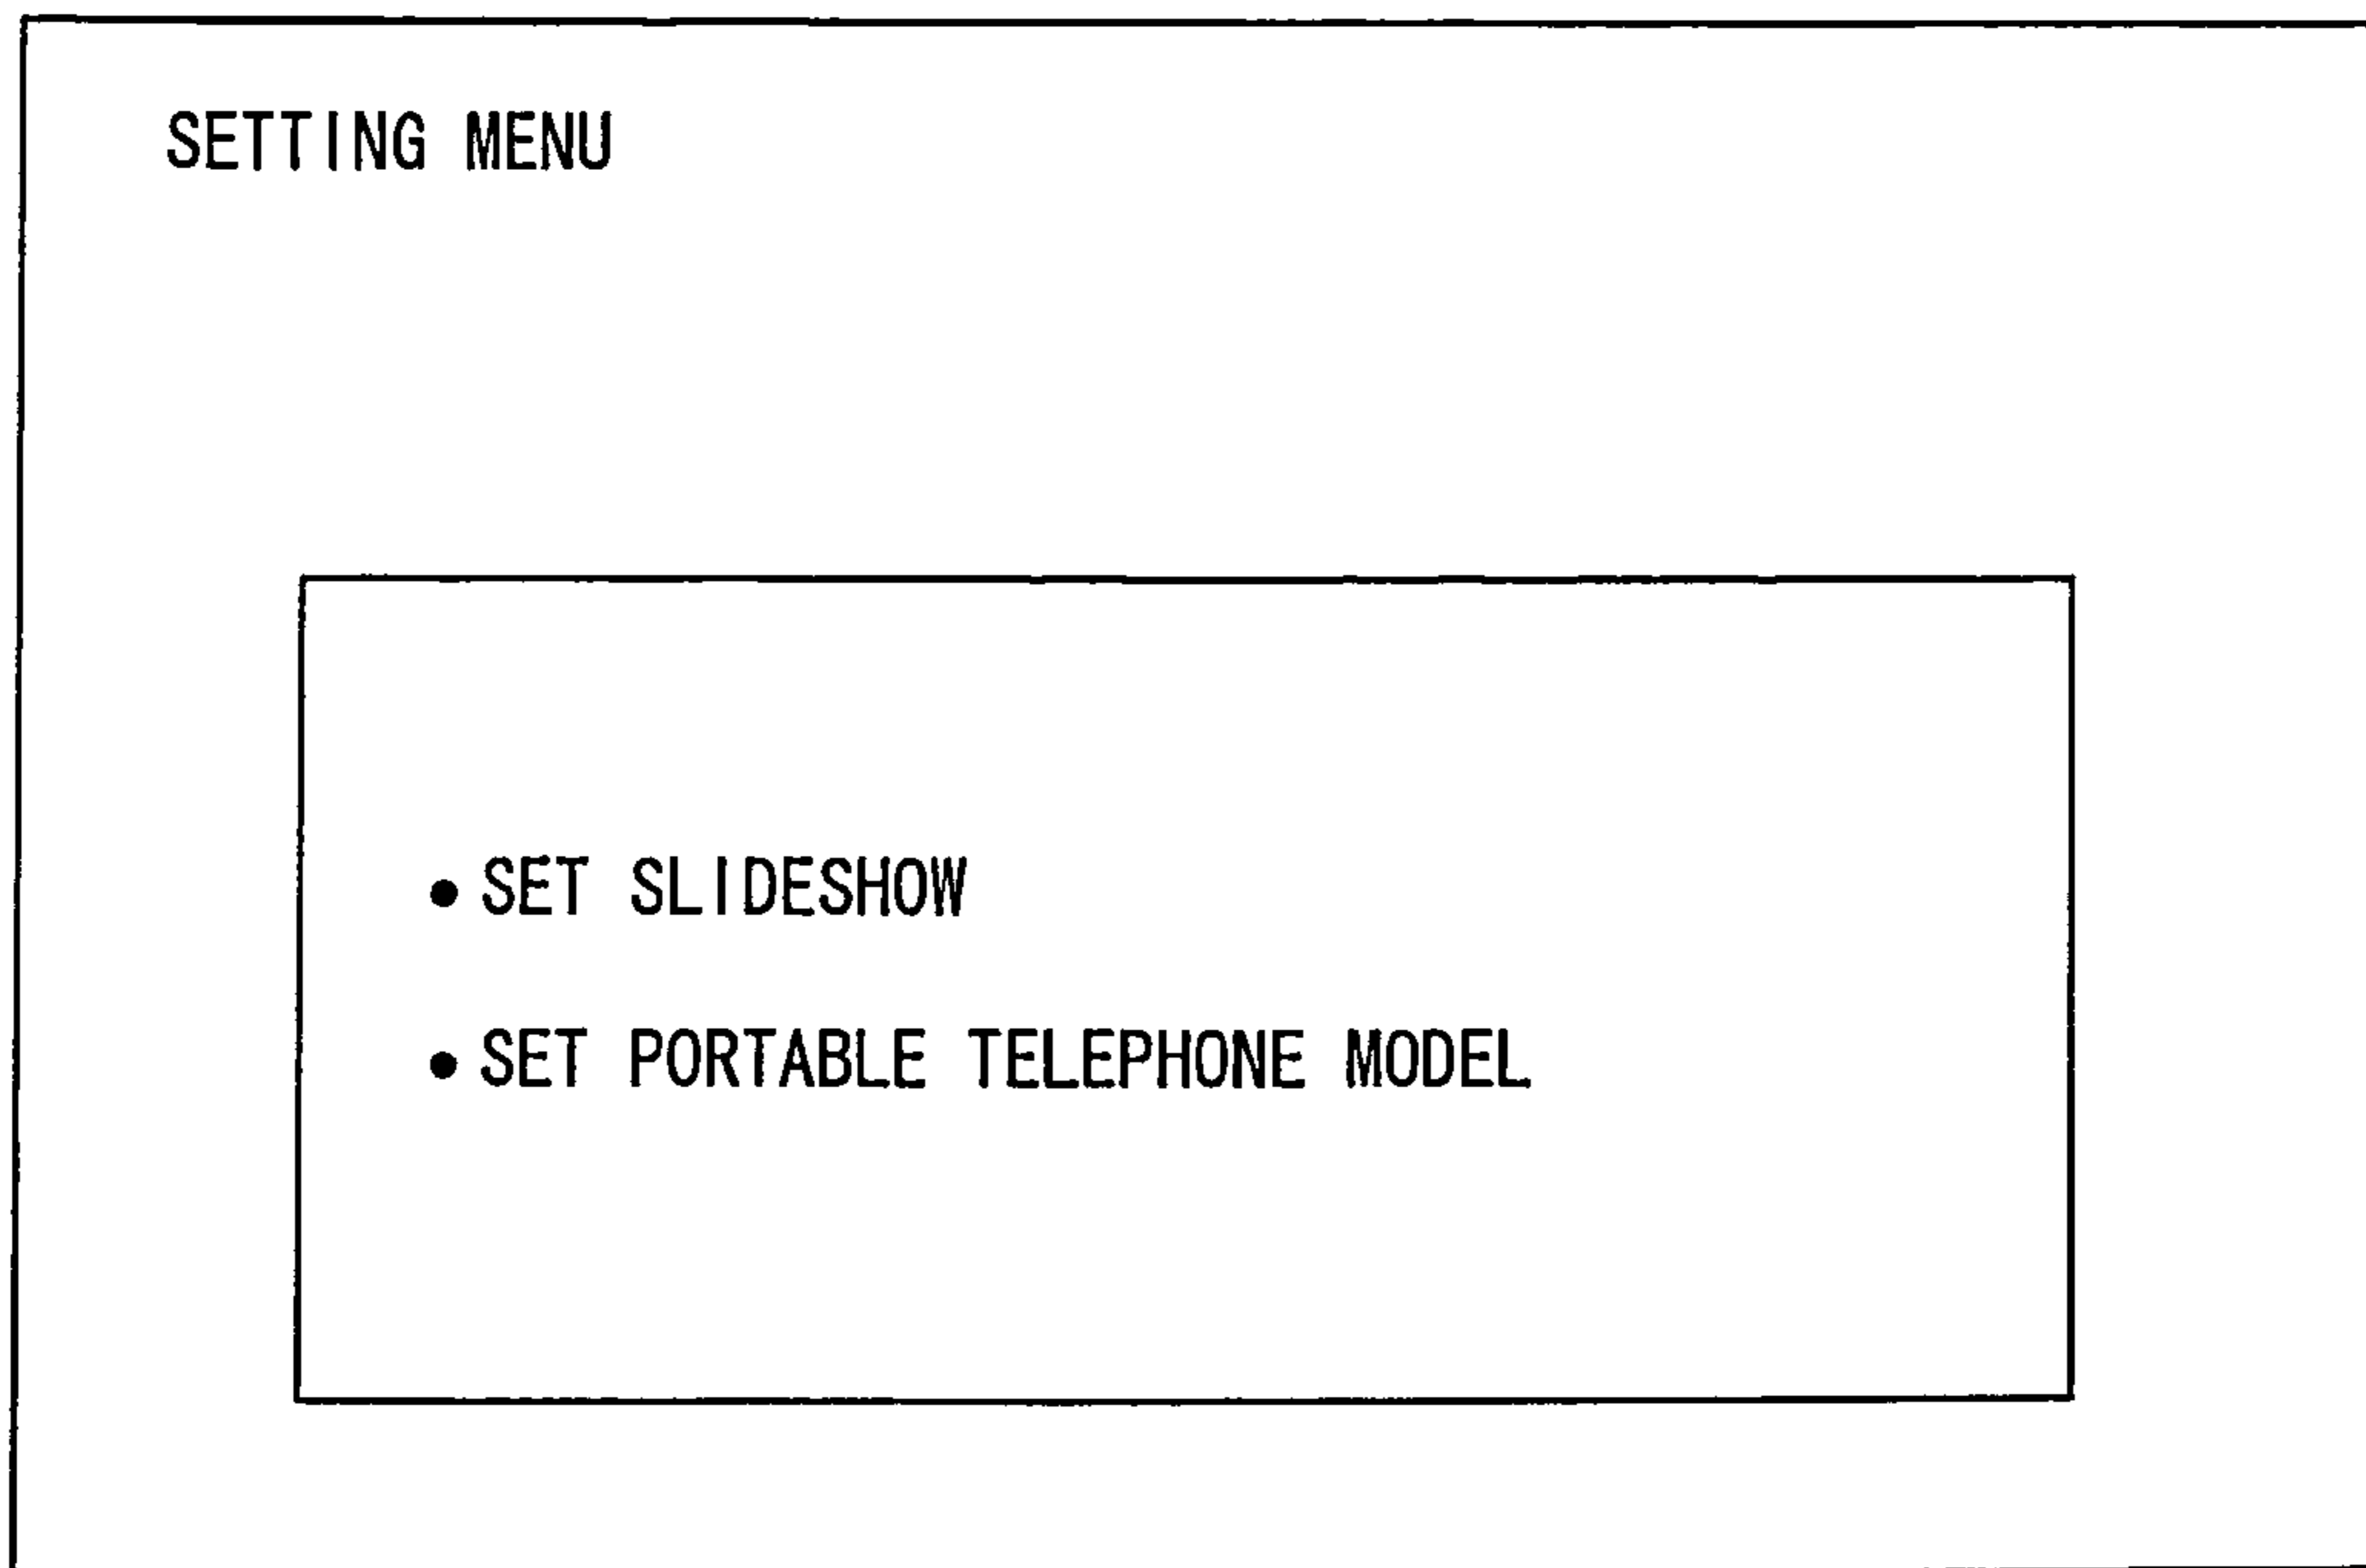 SETTING MENU
● SET SLIDESHOW
● SET PORTABLE TELEPHONE MODEL